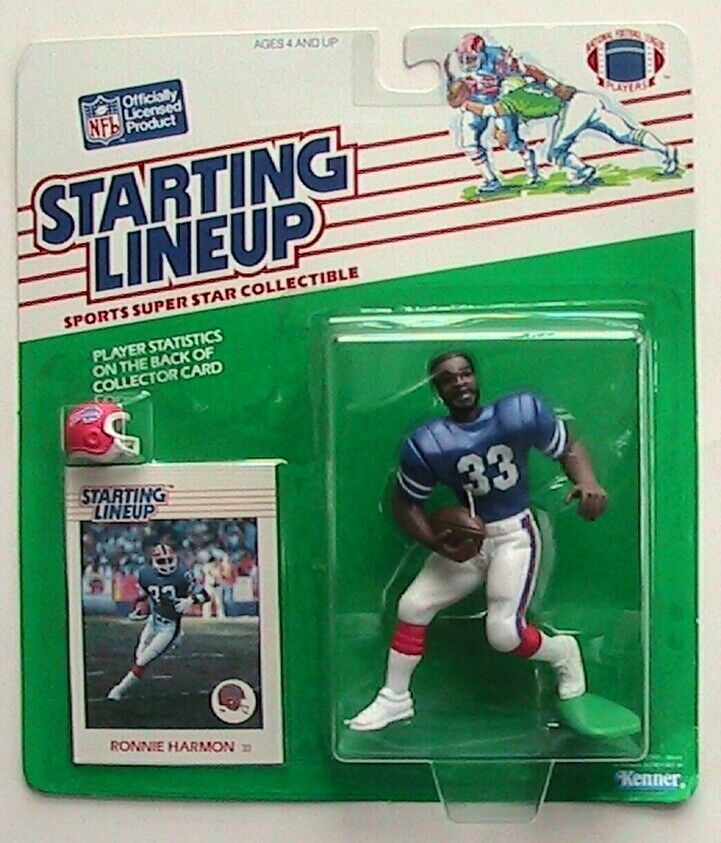 AGES 4 AND UP
NFL
Officially
Licensed
Product
NATIONAL FOOTBALL LEAGUE
PLAYERS
STARTING
LINEUP
SPORTS SUPER STAR COLLECTIBLE
PLAYER STATISTICS
ON THE BACK OF
COLLECTOR CARD
33
STARTING
LINEUP
33
RONNIE HARMON 33
Kenner